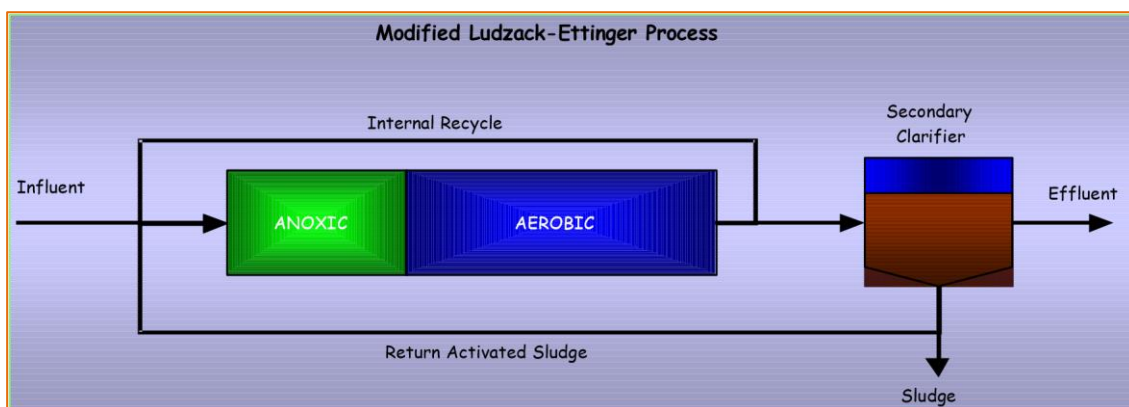 Modified Ludzack-Ettinger Process
Internal Recycle
Secondary
Clarifier
Influent
ANOXIC
AEROBIC
Effluent
Return Activated Sludge
Sludge